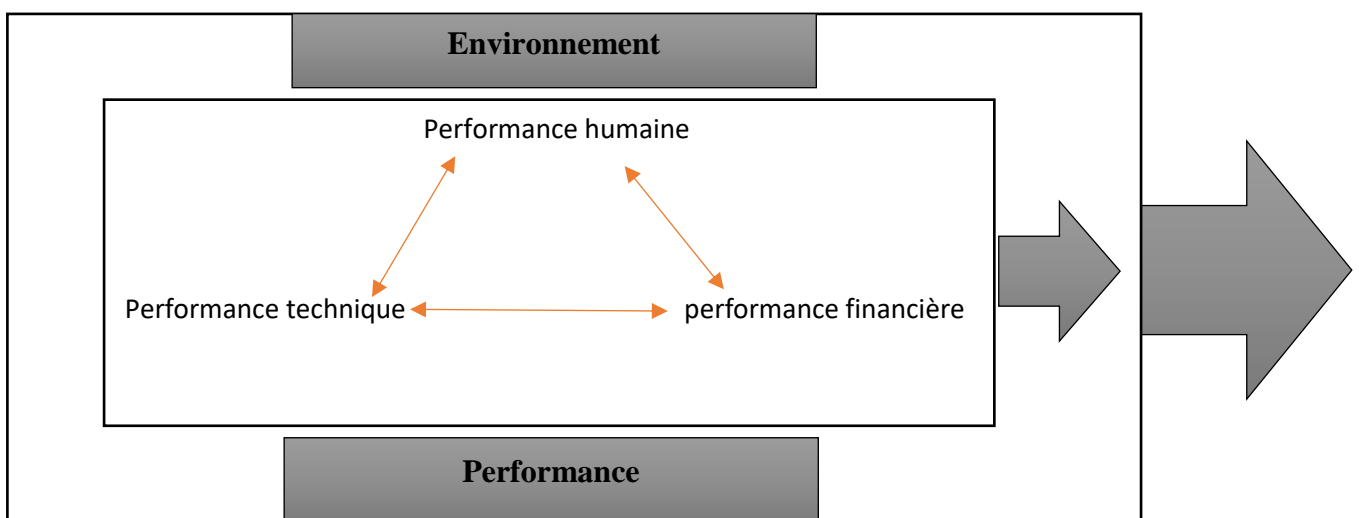 Environnement
Performance humaine
Performance technique
performance financière
Performance